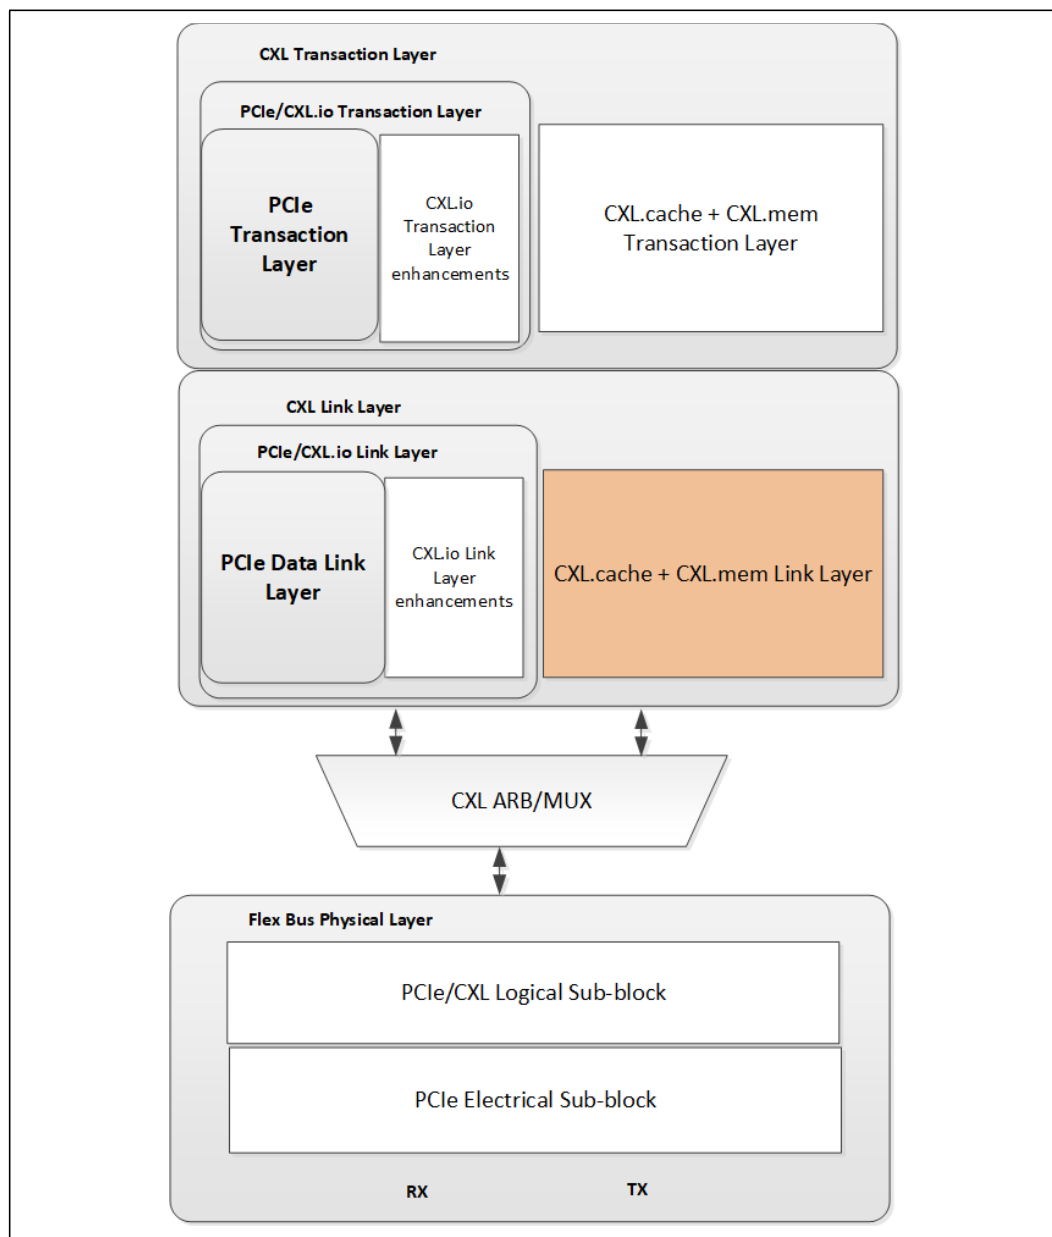 CXL Transaction Layer
PCIe/CXL.io Transaction Layer
PCIe
Transaction
Layer
CXL.io
Transaction
Layer
enhancements
CXL.cache + CXL.mem
Transaction Layer
CXL Link Layer
PCIe/CXL.io Link Layer
PCIe Data Link
Layer
CXL.io Link
Layer
enhancements
CXL.cache + CXL.mem Link Layer
CXL ARB/MUX
Flex Bus Physical Layer
PCIe/CXL Logical Sub-block
PCIe Electrical Sub-block
RX
TX